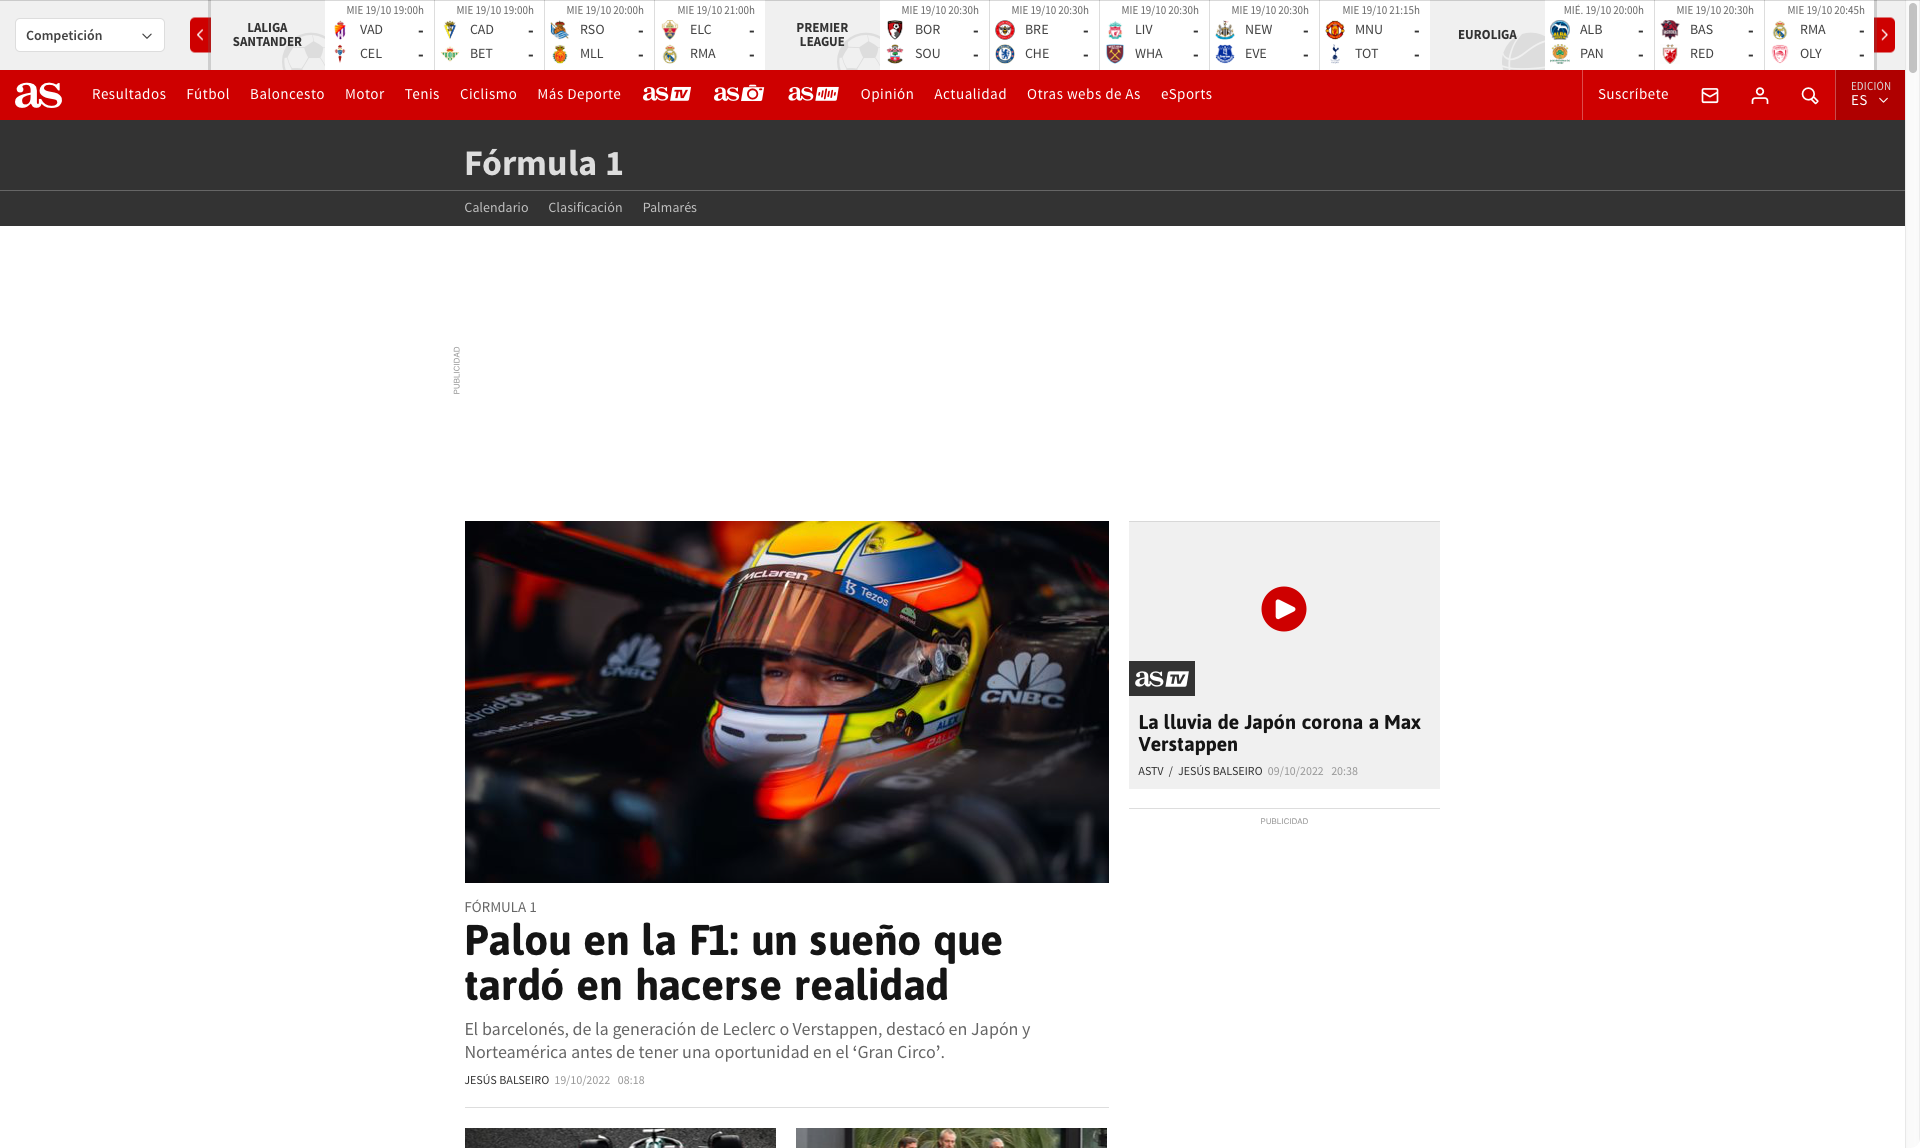 Competición
LALIGA SANTANDER
MIE 19/10 19:00h
VAD -
CEL -
MIE 19/10 19:00h
CAD -
BET -
MIE 19/10 20:00h
RSO -
MLL -
MIE 19/10 21:00h
ELC -
RMA -
PREMIER LEAGUE
MIE 19/10 20:30h
BOR -
SOU -
MIE 19/10 20:30h
BRE -
CHE -
MIE 19/10 20:30h
LIV -
WHA -
MIE 19/10 20:30h
NEW -
EVE -
MIE 19/10 21:15h
MNU -
TOT -
EUROLIGA
MIÉ. 19/10 20:00h
ALB -
PAN -
MIE 19/10 20:30h
BAS -
RED -
MIE 19/10 20:45h
RMA -
OLY -
as Resultados Fútbol Baloncesto Motor Tenis Ciclismo Más Deporte as TV as as Opinión Actualidad Otras webs de As eSports Suscríbete EDICIÓN ES
Fórmula 1
Calendario Clasificación Palmarés
PUBLICIDAD
McLaren
Tezos
CNBC
CNBC
android 5G
ALEX
PALOU
FÓRMULA 1
Palou en la F1: un sueño que
tardó en hacerse realidad
El barcelonés, de la generación de Leclerc o Verstappen, destacó en Japón y
Norteamérica antes de tener una oportunidad en el ‘Gran Circo’.
JESÚS BALSEIRO 19/10/2022 08:18
as TV
La lluvia de Japón corona a Max
Verstappen
ASTV / JESÚS BALSEIRO 09/10/2022 20:38
PUBLICIDAD